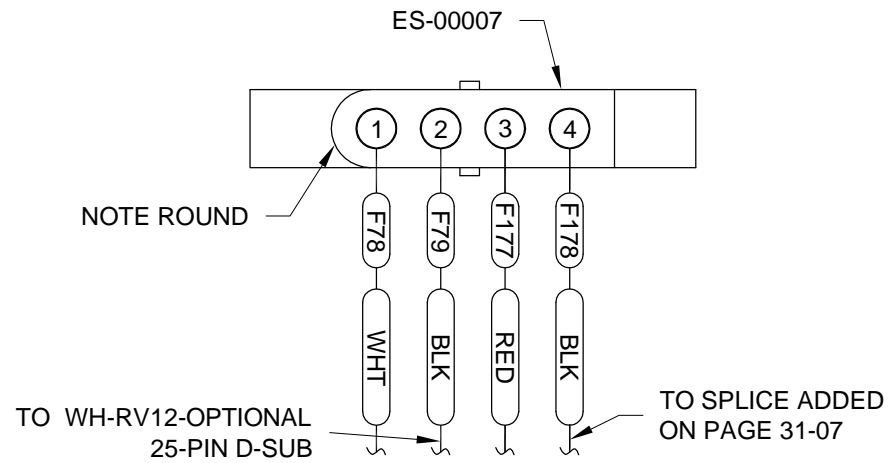 ES-00007
1 2 3 4
NOTE ROUND
F78 F79 F177 F178
WHT BLK RED BLK
TO WH-RV12-OPTIONAL
25-PIN D-SUB
TO SPLICE ADDED
ON PAGE 31-07